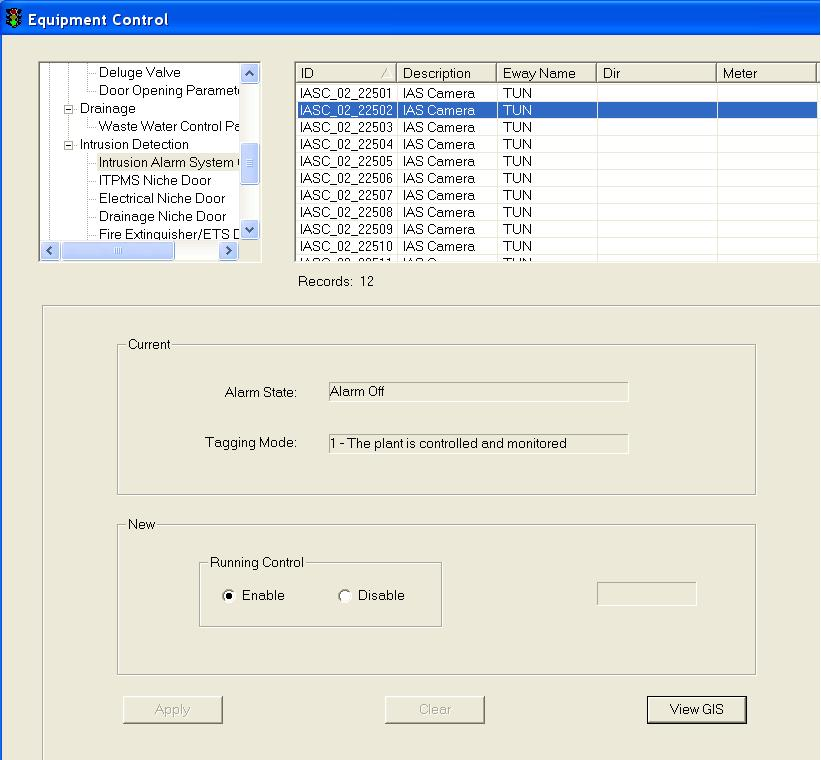 Equipment Control
Deluge Valve
Door Opening Paramet
Drainage
Waste Water Control Pa
Intrusion Detection
Intrusion Alarm System
ITPMS Niche Door
Electrical Niche Door
Drainage Niche Door
Fire Extinguisher/ETS D
ID Description Eway Name Dir Meter
IASC_02_22501 IAS Camera TUN
IASC_02_22502 IAS Camera TUN
IASC_02_22503 IAS Camera TUN
IASC_02_22504 IAS Camera TUN
IASC_02_22505 IAS Camera TUN
IASC_02_22506 IAS Camera TUN
IASC_02_22507 IAS Camera TUN
IASC_02_22508 IAS Camera TUN
IASC_02_22509 IAS Camera TUN
IASC_02_22510 IAS Camera TUN
IASC_02_22511 IAS Camera TUN
Records: 12
Current
Alarm State: Alarm Off
Tagging Mode: 1 - The plant is controlled and monitored
New
Running Control
Enable Disable
Apply Clear View GIS